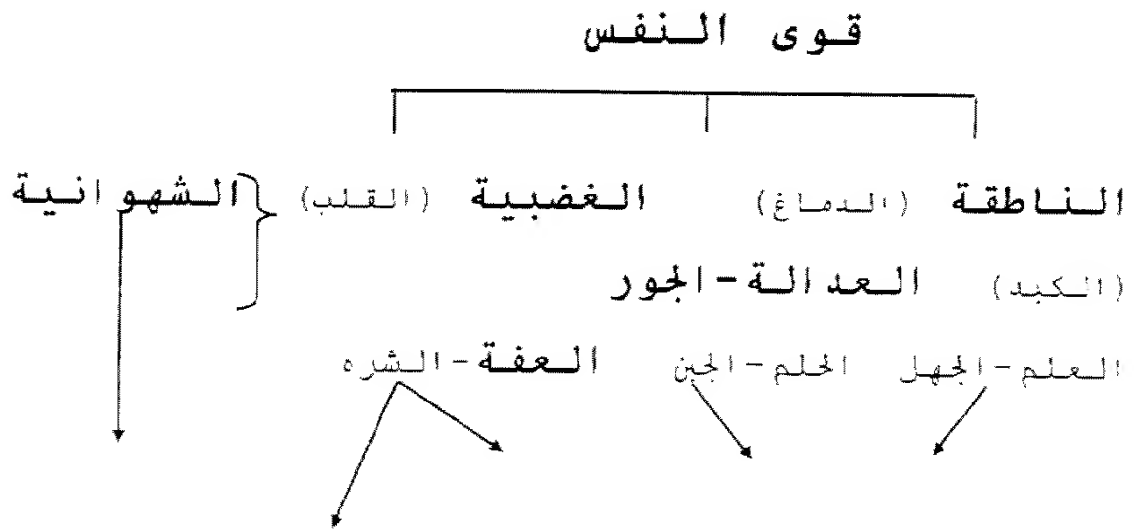 قوى النفس
الناطقة (الدماغ) الغضبية (القلب) الشهوانية
(الكبد) العدالة-الجور
العلم-الجهل الحلم-الجبن العفة-الشره